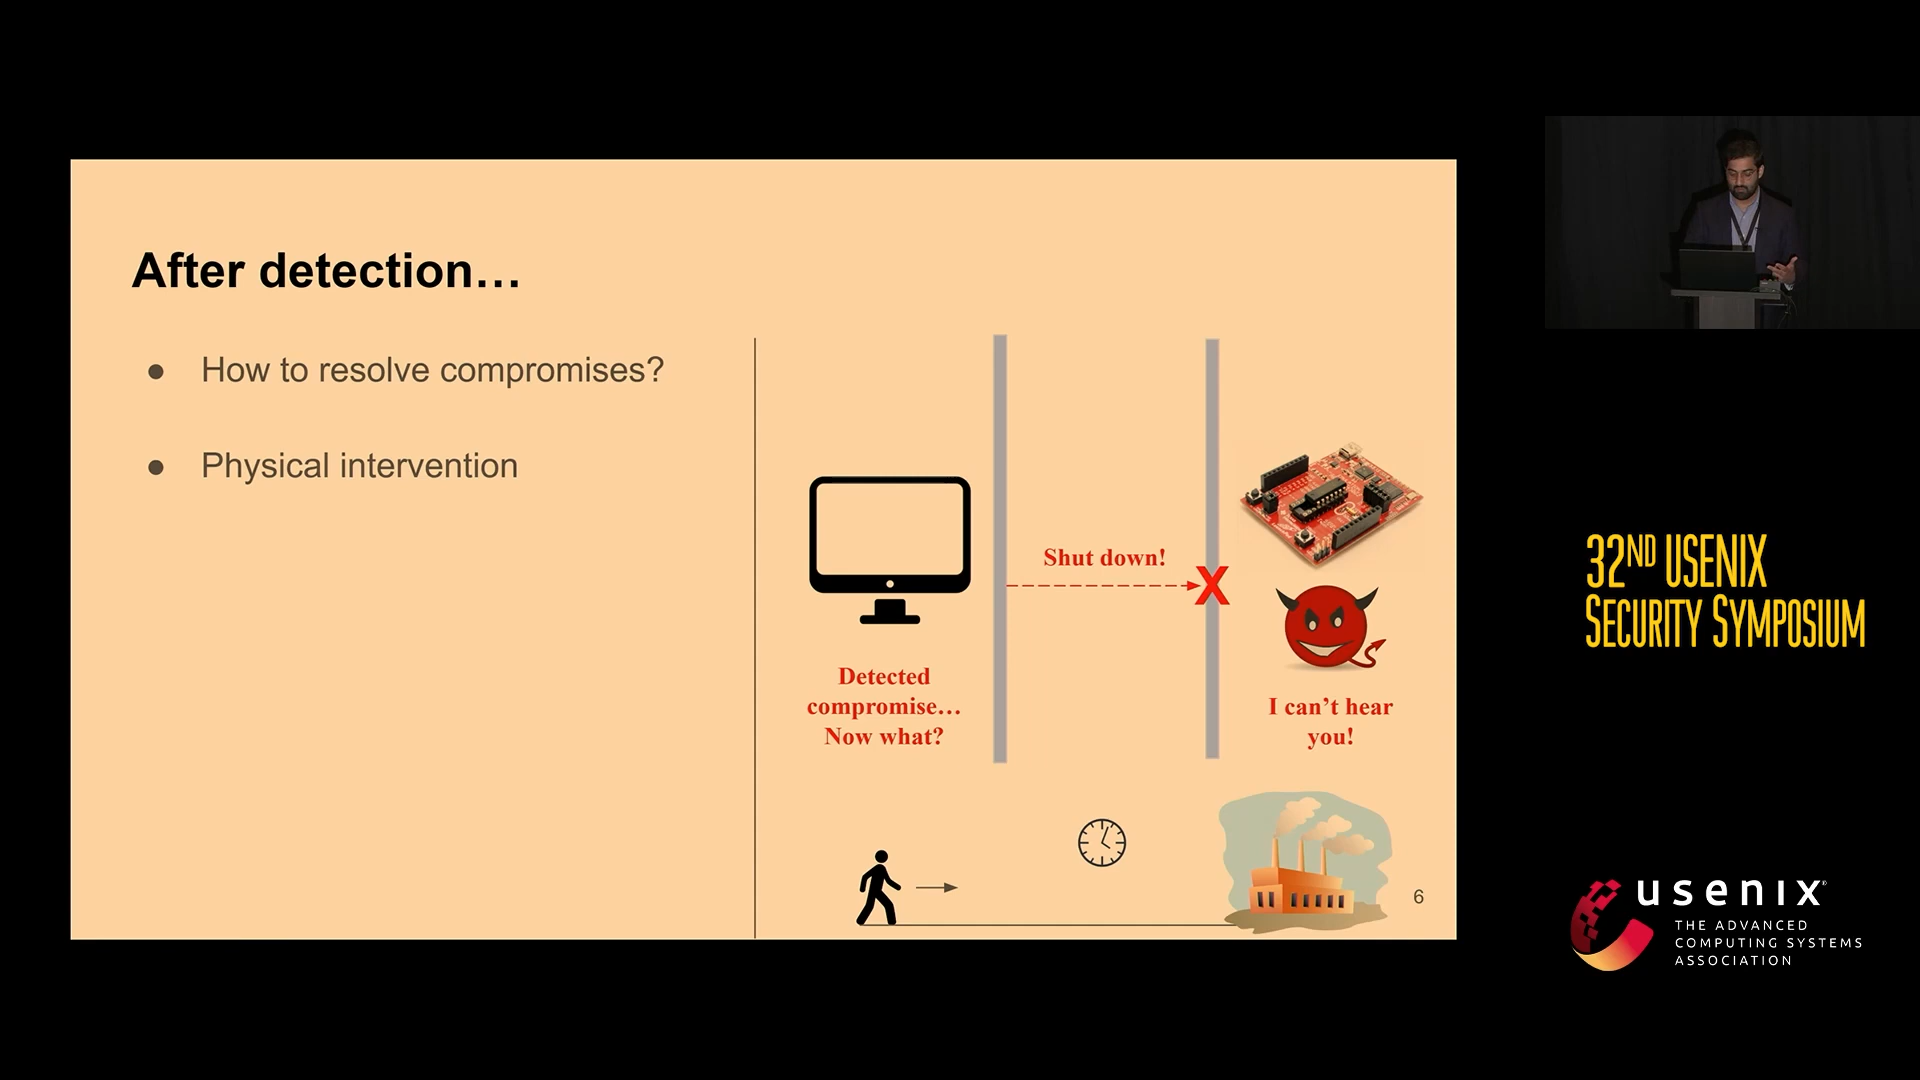 After detection…
● How to resolve compromises?
● Physical intervention
Shut down!
X
Detected
compromise…
Now what?
I can't hear
you!
6
32ND USENIX
SECURITY SYMPOSIUM
usenix®
THE ADVANCED
COMPUTING SYSTEMS
ASSOCIATION